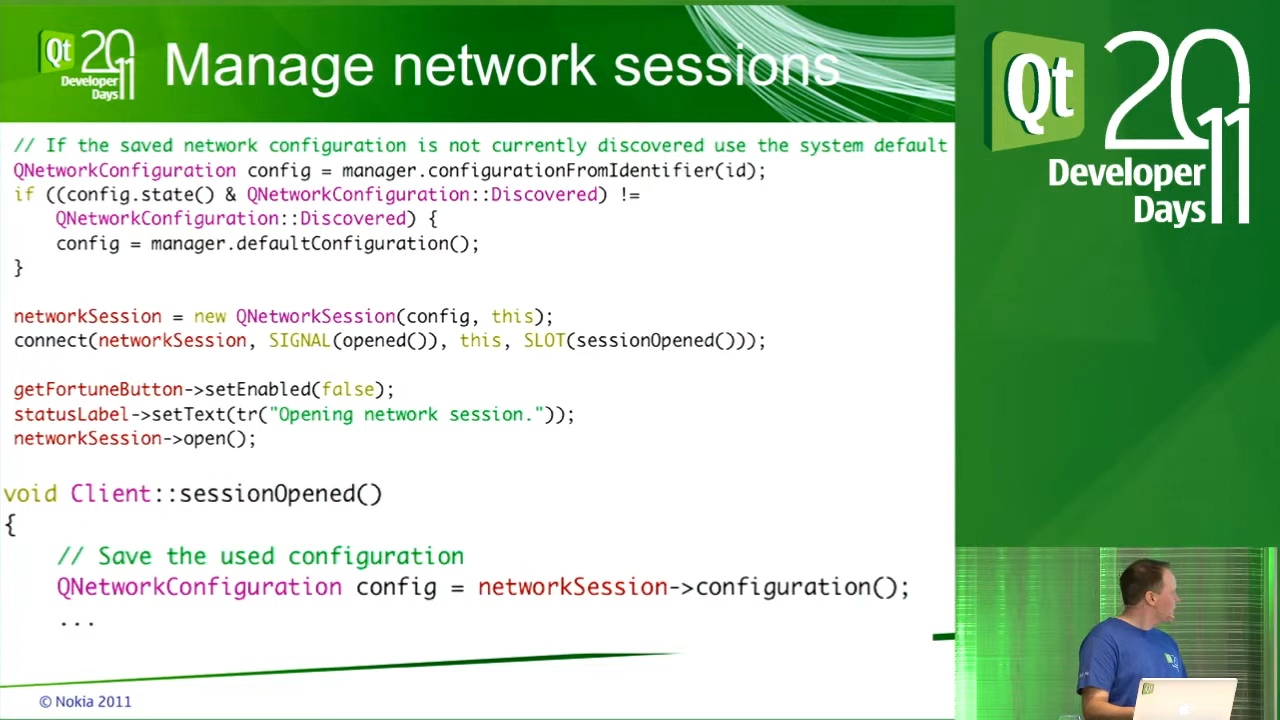 Qt 2011
Developer
Days
Manage network sessions
// If the saved network configuration is not currently discovered use the system default
QNetworkConfiguration config = manager.configurationFromIdentifier(id);
if ((config.state() & QNetworkConfiguration::Discovered) !=
QNetworkConfiguration::Discovered) {
config = manager.defaultConfiguration();
}
networkSession = new QNetworkSession(config, this);
connect(networkSession, SIGNAL(opened()), this, SLOT(sessionOpened()));
getFortuneButton->setEnabled(false);
statusLabel->setText(tr("Opening network session."));
networkSession->open();
void Client::sessionOpened()
{
// Save the used configuration
QNetworkConfiguration config = networkSession->configuration();
...
© Nokia 2011
Qt 2011
Developer
Days